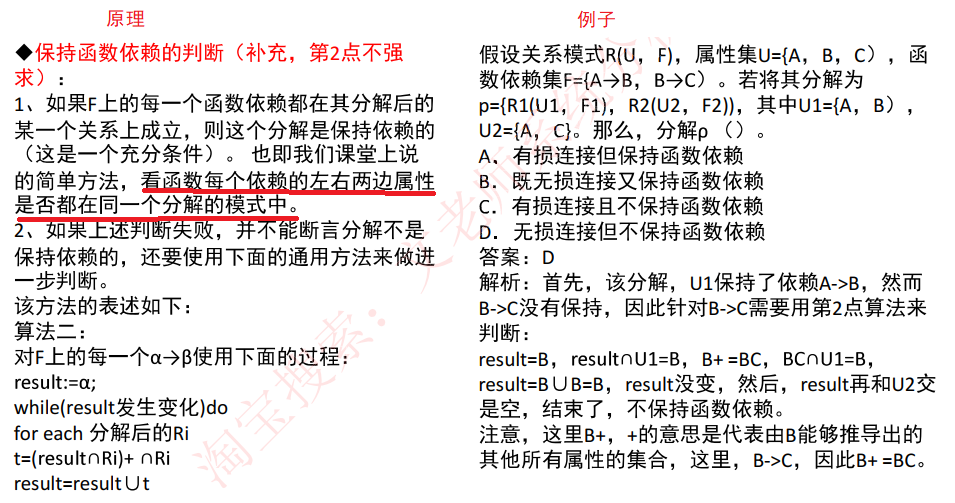 原理
◆保持函数依赖的判断（补充，第2点不强
求）：
1、如果F上的每一个函数依赖都在其分解后的
某一个关系上成立，则这个分解是保持依赖的
（这是一个充分条件）。 也即我们课堂上说
的简单方法，看函数每个依赖的左右两边属性
是否都在同一个分解的模式中。
2、如果上述判断失败，并不能断言分解不是
保持依赖的，还要使用下面的通用方法来做进
一步判断。
该方法的表述如下：
算法二：
对F上的每一个α→β使用下面的过程：
result:=α;
while(result发生变化)do
for each 分解后的Ri
t=(result∩Ri)+ ∩Ri
result=result∪t
例子
假设关系模式R(U，F)，属性集U={A，B，C），函
数依赖集F={A→B，B→C）。若将其分解为
p={R1(U1，F1)，R2(U2，F2))，其中U1={A，B），
U2={A，C}。那么，分解ρ （）。
A．有损连接但保持函数依赖
B．既无损连接又保持函数依赖
C．有损连接且不保持函数依赖
D．无损连接但不保持函数依赖
答案：D
解析：首先，该分解，U1保持了依赖A->B，然而
B->C没有保持，因此针对B->C需要用第2点算法来
判断：
result=B，result∩U1=B，B+ =BC，BC∩U1=B，
result=B∪B=B，result没变，然后，result再和U2交
是空，结束了，不保持函数依赖。
注意，这里B+，+的意思是代表由B能够推导出的
其他所有属性的集合，这里，B->C，因此B+ =BC。
淘宝搜索：